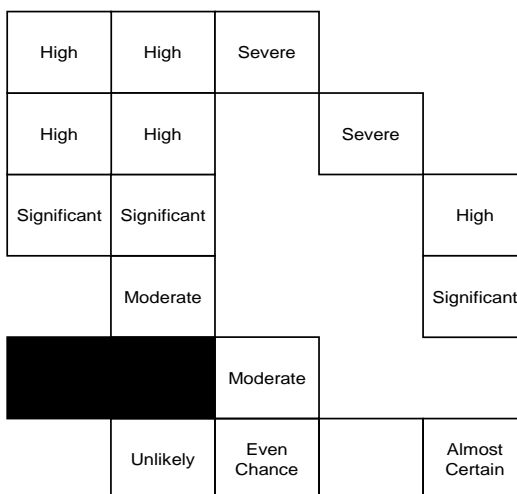 High High Severe
High High Severe
Significant Significant High
Moderate Significant
Moderate
Unlikely Even Chance Almost Certain